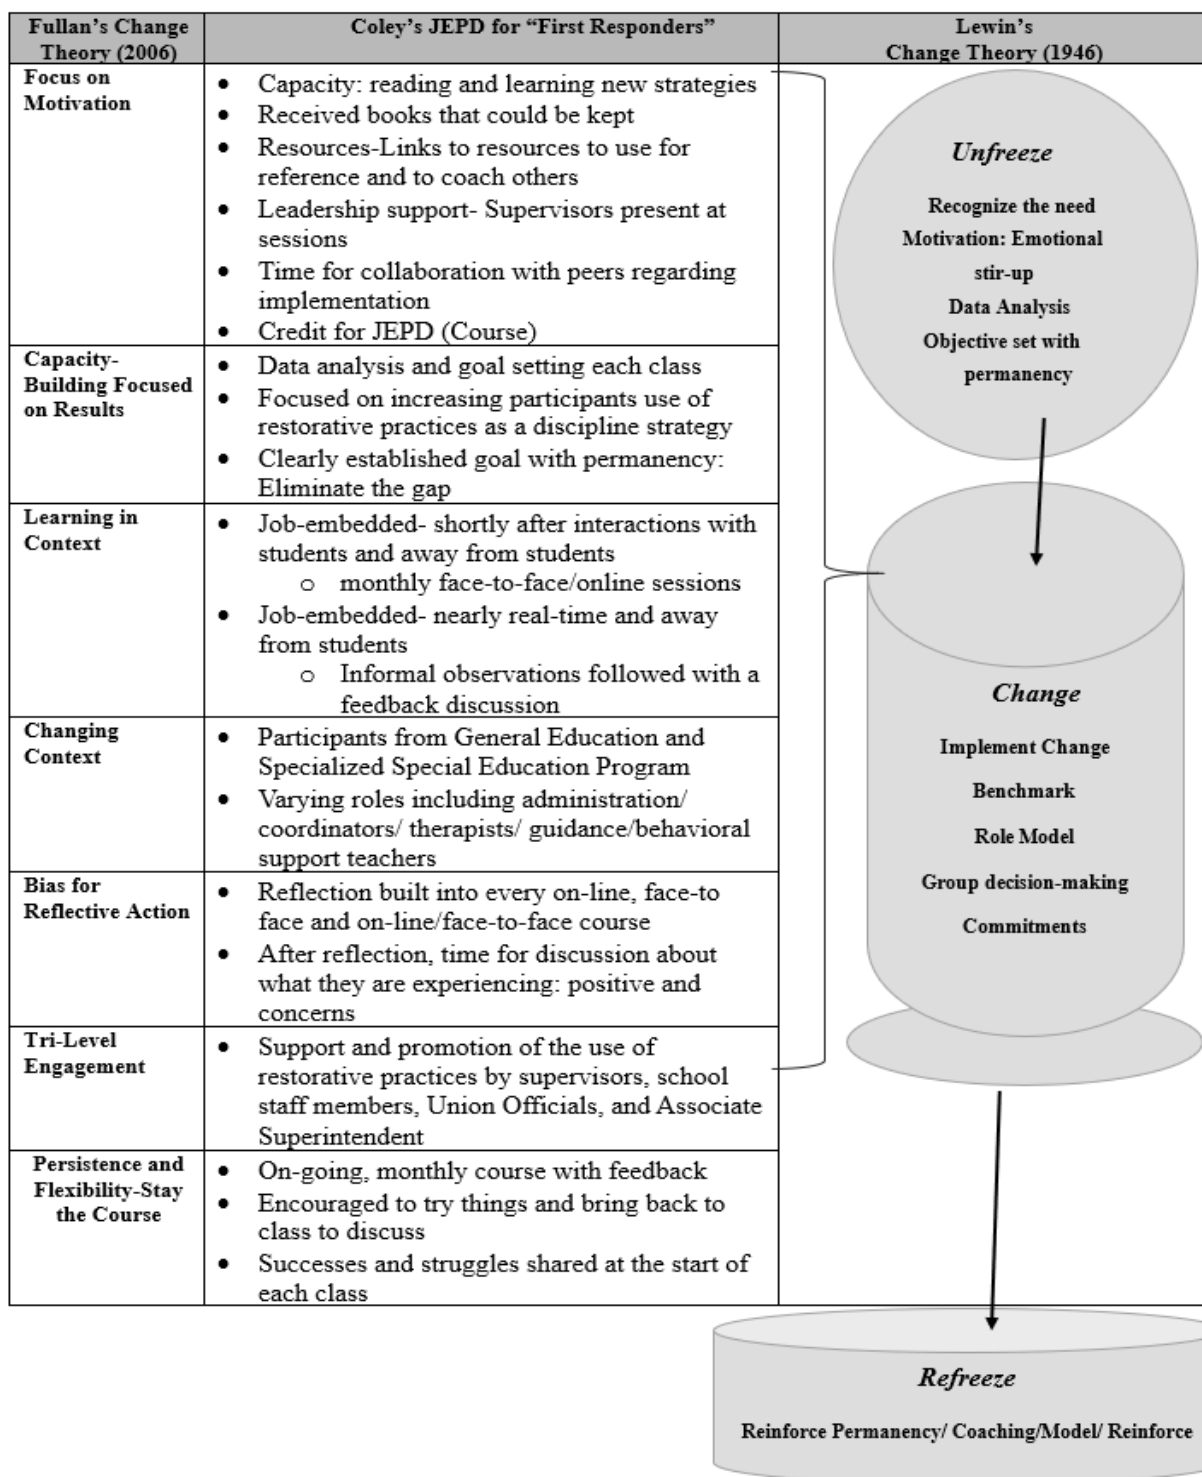 Fullan's Change
Theory (2006)
Coley's JEPD for "First Responders"
Lewin's
Change Theory (1946)
Focus on
Motivation
• Capacity: reading and learning new strategies
• Received books that could be kept
• Resources-Links to resources to use for
reference and to coach others
• Leadership support- Supervisors present at
sessions
• Time for collaboration with peers regarding
implementation
• Credit for JEPD (Course)
Capacity-
Building Focused
on Results
• Data analysis and goal setting each class
• Focused on increasing participants use of
restorative practices as a discipline strategy
• Clearly established goal with permanency:
Eliminate the gap
Learning in
Context
• Job-embedded- shortly after interactions with
students and away from students
o monthly face-to-face/online sessions
• Job-embedded- nearly real-time and away
from students
o Informal observations followed with a
feedback discussion
Changing
Context
• Participants from General Education and
Specialized Special Education Program
• Varying roles including administration/
coordinators/ therapists/ guidance/behavioral
support teachers
Bias for
Reflective Action
• Reflection built into every on-line, face-to
face and on-line/face-to-face course
• After reflection, time for discussion about
what they are experiencing: positive and
concerns
Tri-Level
Engagement
• Support and promotion of the use of
restorative practices by supervisors, school
staff members, Union Officials, and Associate
Superintendent
Persistence and
Flexibility-Stay
the Course
• On-going, monthly course with feedback
• Encouraged to try things and bring back to
class to discuss
• Successes and struggles shared at the start of
each class
Unfreeze
Recognize the need
Motivation: Emotional
stir-up
Data Analysis
Objective set with
permanency
Change
Implement Change
Benchmark
Role Model
Group decision-making
Commitments
Refreeze
Reinforce Permanency/ Coaching/Model/ Reinforce